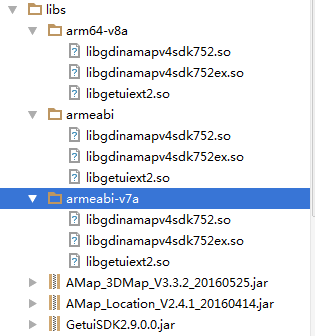 libs
arm64-v8a
libgdinamapv4sdk752.so
libgdinamapv4sdk752ex.so
libgetuiext2.so
armeabi
libgdinamapv4sdk752.so
libgdinamapv4sdk752ex.so
libgetuiext2.so
armeabi-v7a
libgdinamapv4sdk752.so
libgdinamapv4sdk752ex.so
libgetuiext2.so
AMap_3DMap_V3.3.2_20160525.jar
AMap_Location_V2.4.1_20160414.jar
GetuiSDK2.9.0.0.jar